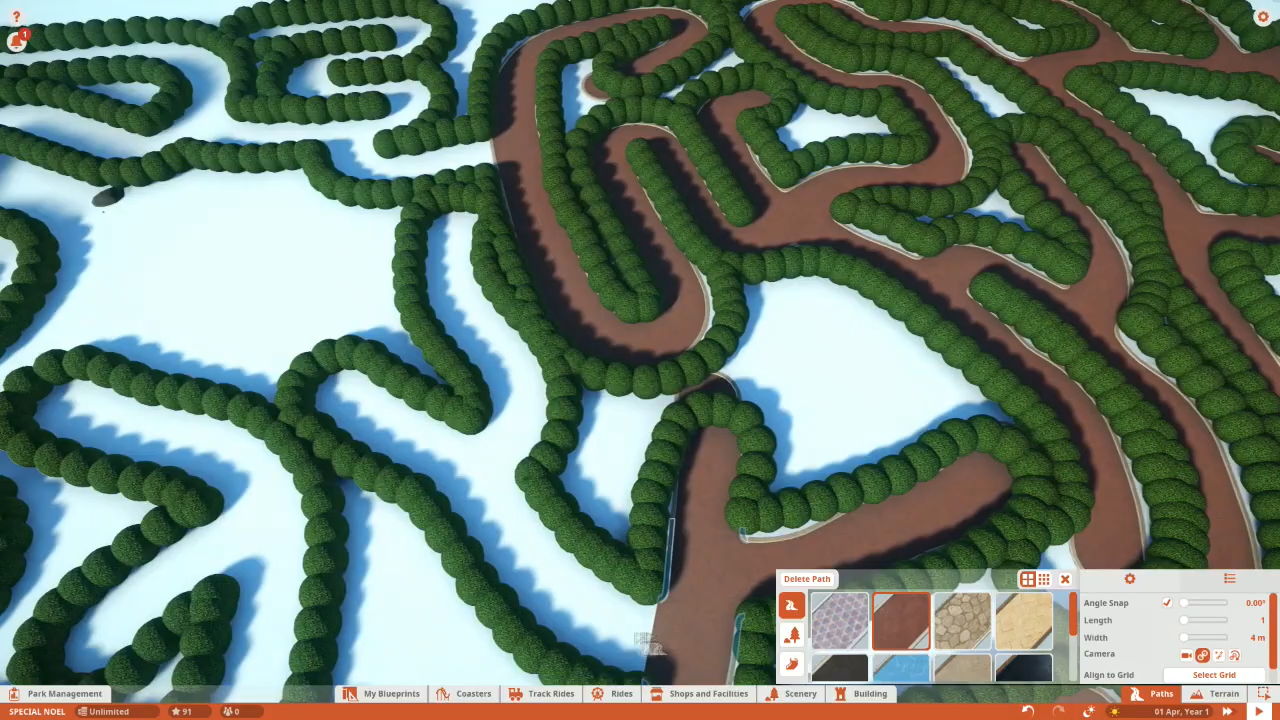 ?
1
Delete Path
Angle Snap 0.00°
Length 1
Width 4 m
Camera
Align to Grid Select Grid
Park Management
My Blueprints
Coasters
Track Rides
Rides
Shops and Facilities
Scenery
Building
Paths
Terrain
SPECIAL NOEL
Unlimited
91
0
01 Apr, Year 1